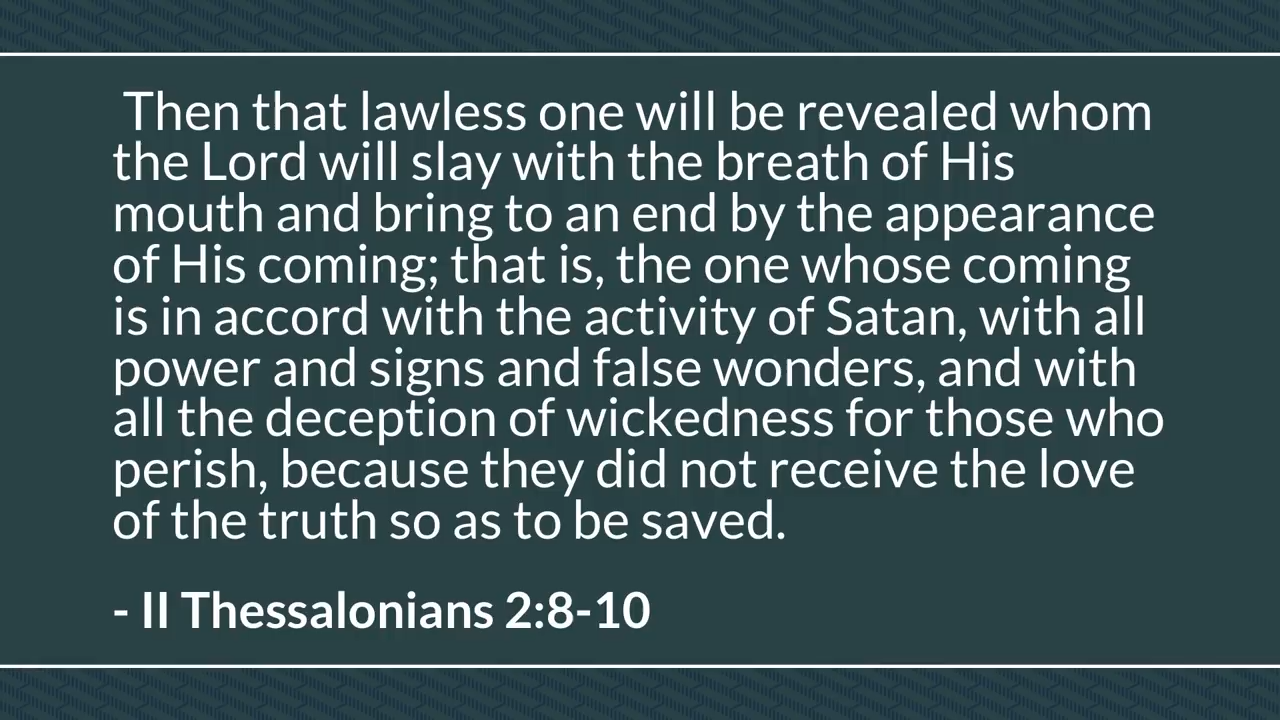 Then that lawless one will be revealed whom
the Lord will slay with the breath of His
mouth and bring to an end by the appearance
of His coming; that is, the one whose coming
is in accord with the activity of Satan, with all
power and signs and false wonders, and with
all the deception of wickedness for those who
perish, because they did not receive the love
of the truth so as to be saved.
- II Thessalonians 2:8-10